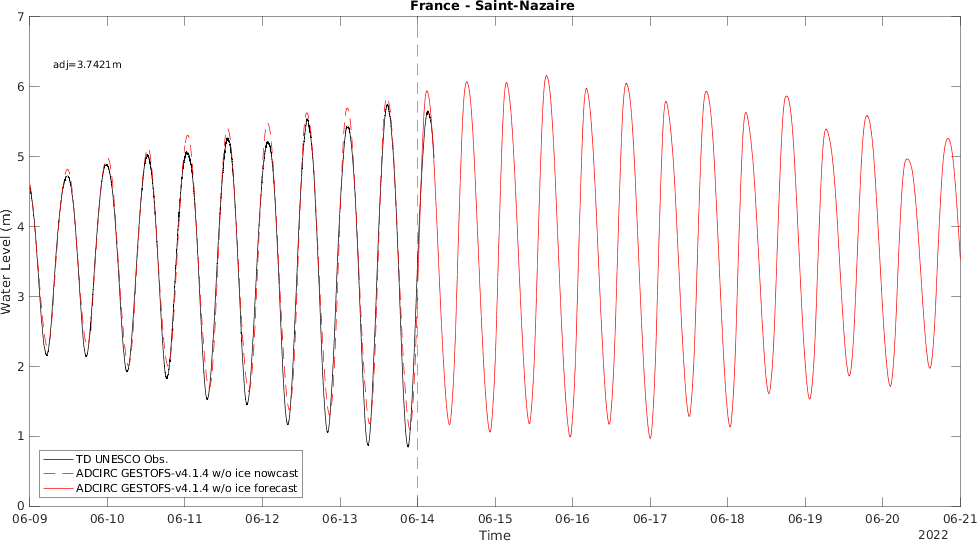 France - Saint-Nazaire
7
adj=3.7421m
6
5
4
3
2
1
0
Water Level (m)
TD UNESCO Obs.
ADCIRC GESTOFS-v4.1.4 w/o ice nowcast
ADCIRC GESTOFS-v4.1.4 w/o ice forecast
06-09 06-10 06-11 06-12 06-13 06-14 06-15 06-16 06-17 06-18 06-19 06-20 06-21
Time
2022